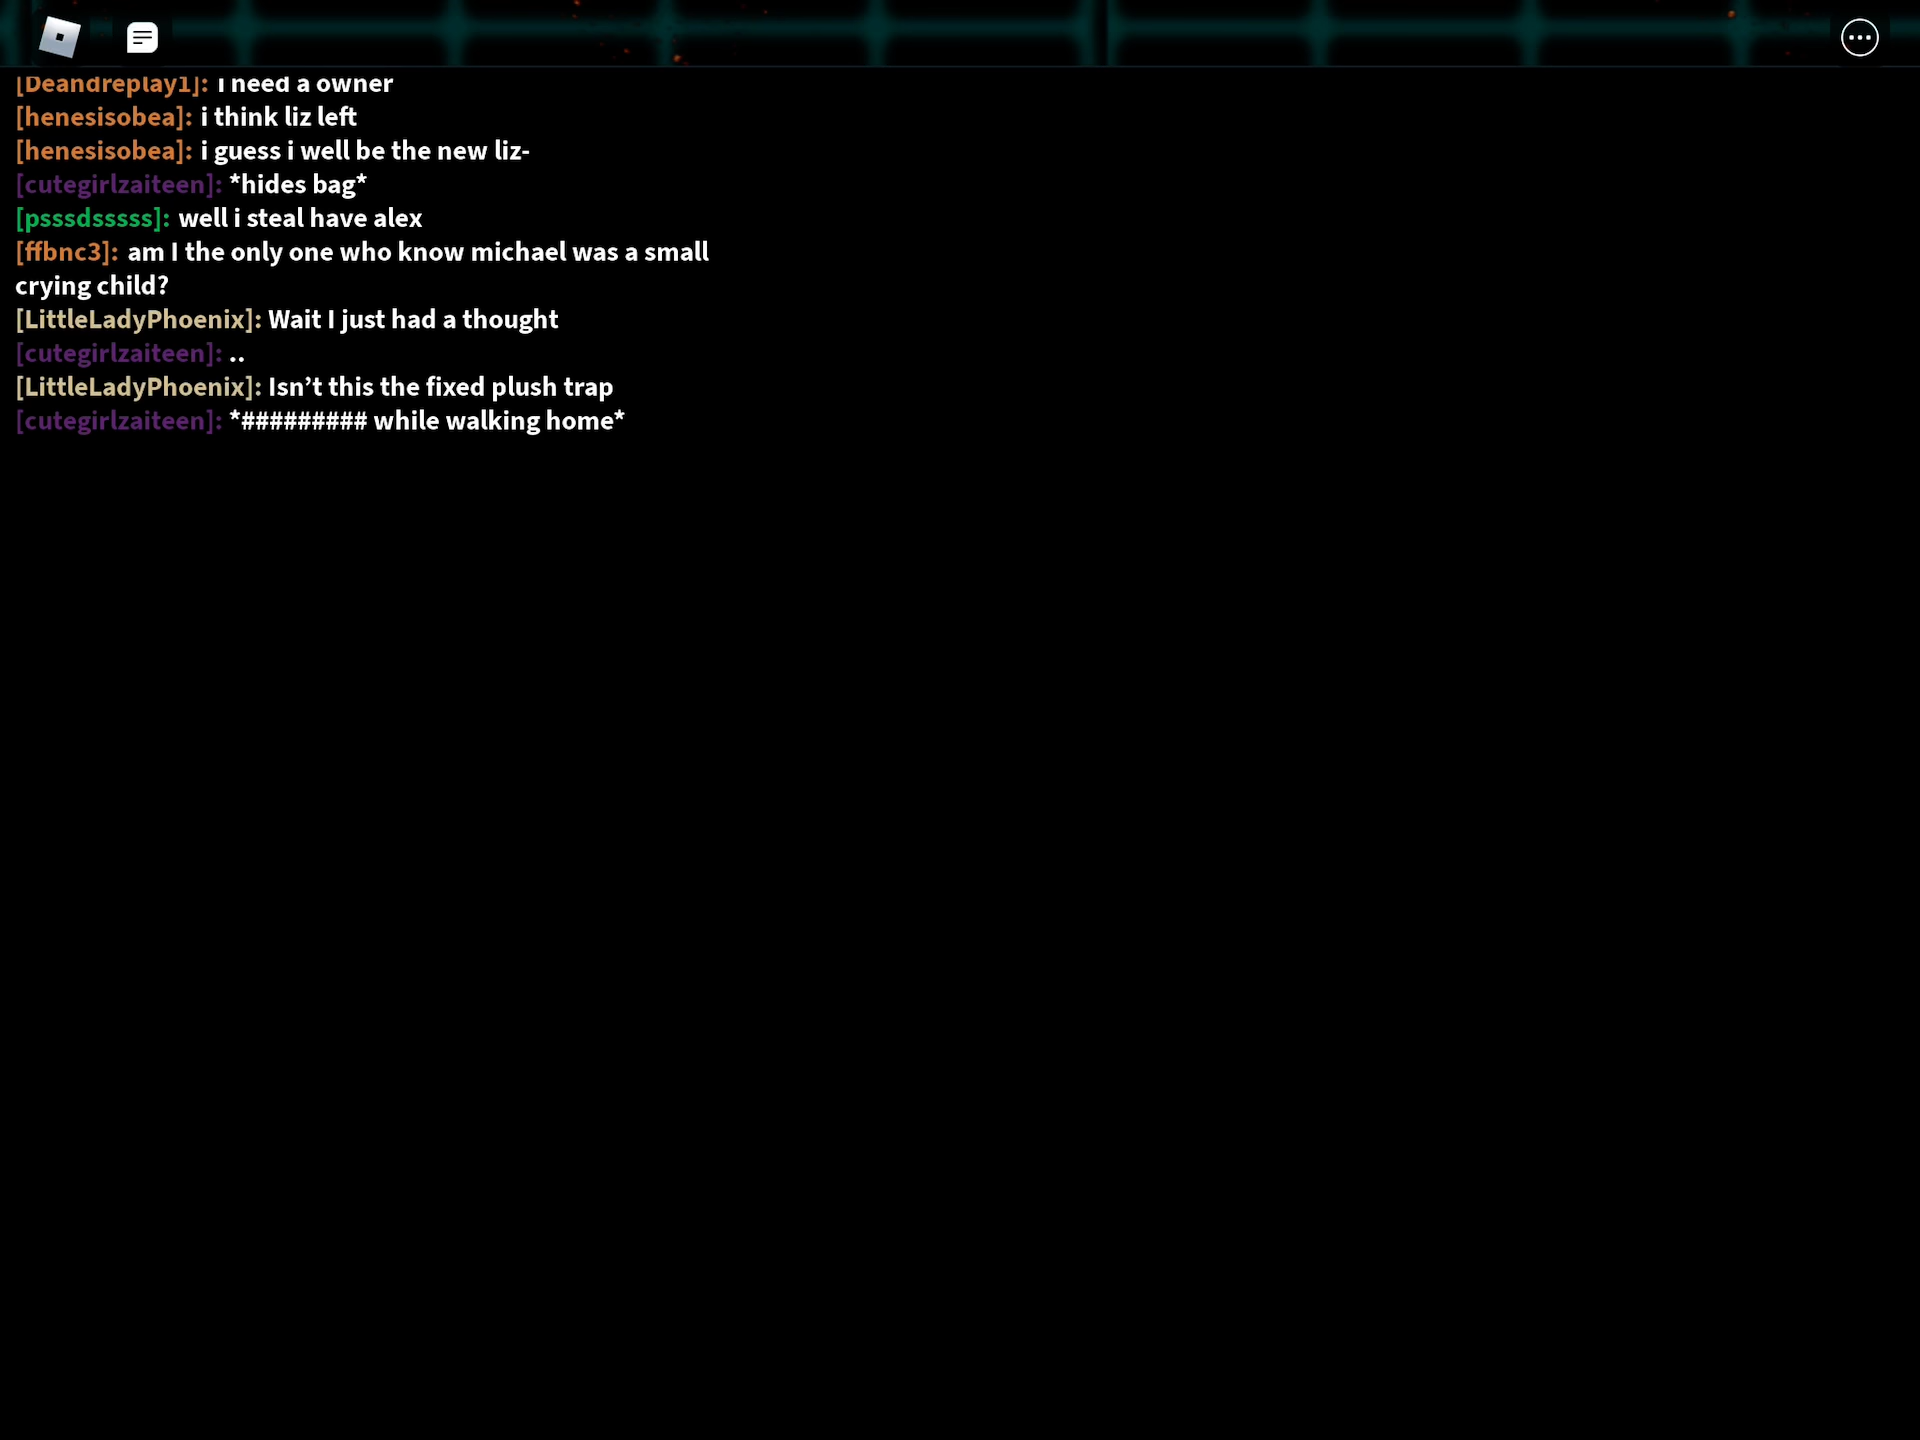 [Deandreplay1]: i need a owner
[henesisobea]: i think liz left
[henesisobea]: i guess i well be the new liz-
[cutegirlzaiteen]: *hides bag*
[psssdsssss]: well i steal have alex
[ffbnc3]: am I the only one who know michael was a small
crying child?
[LittleLadyPhoenix]: Wait I just had a thought
[cutegirlzaiteen]: ..
[LittleLadyPhoenix]: Isn’t this the fixed plush trap
[cutegirlzaiteen]: *######### while walking home*